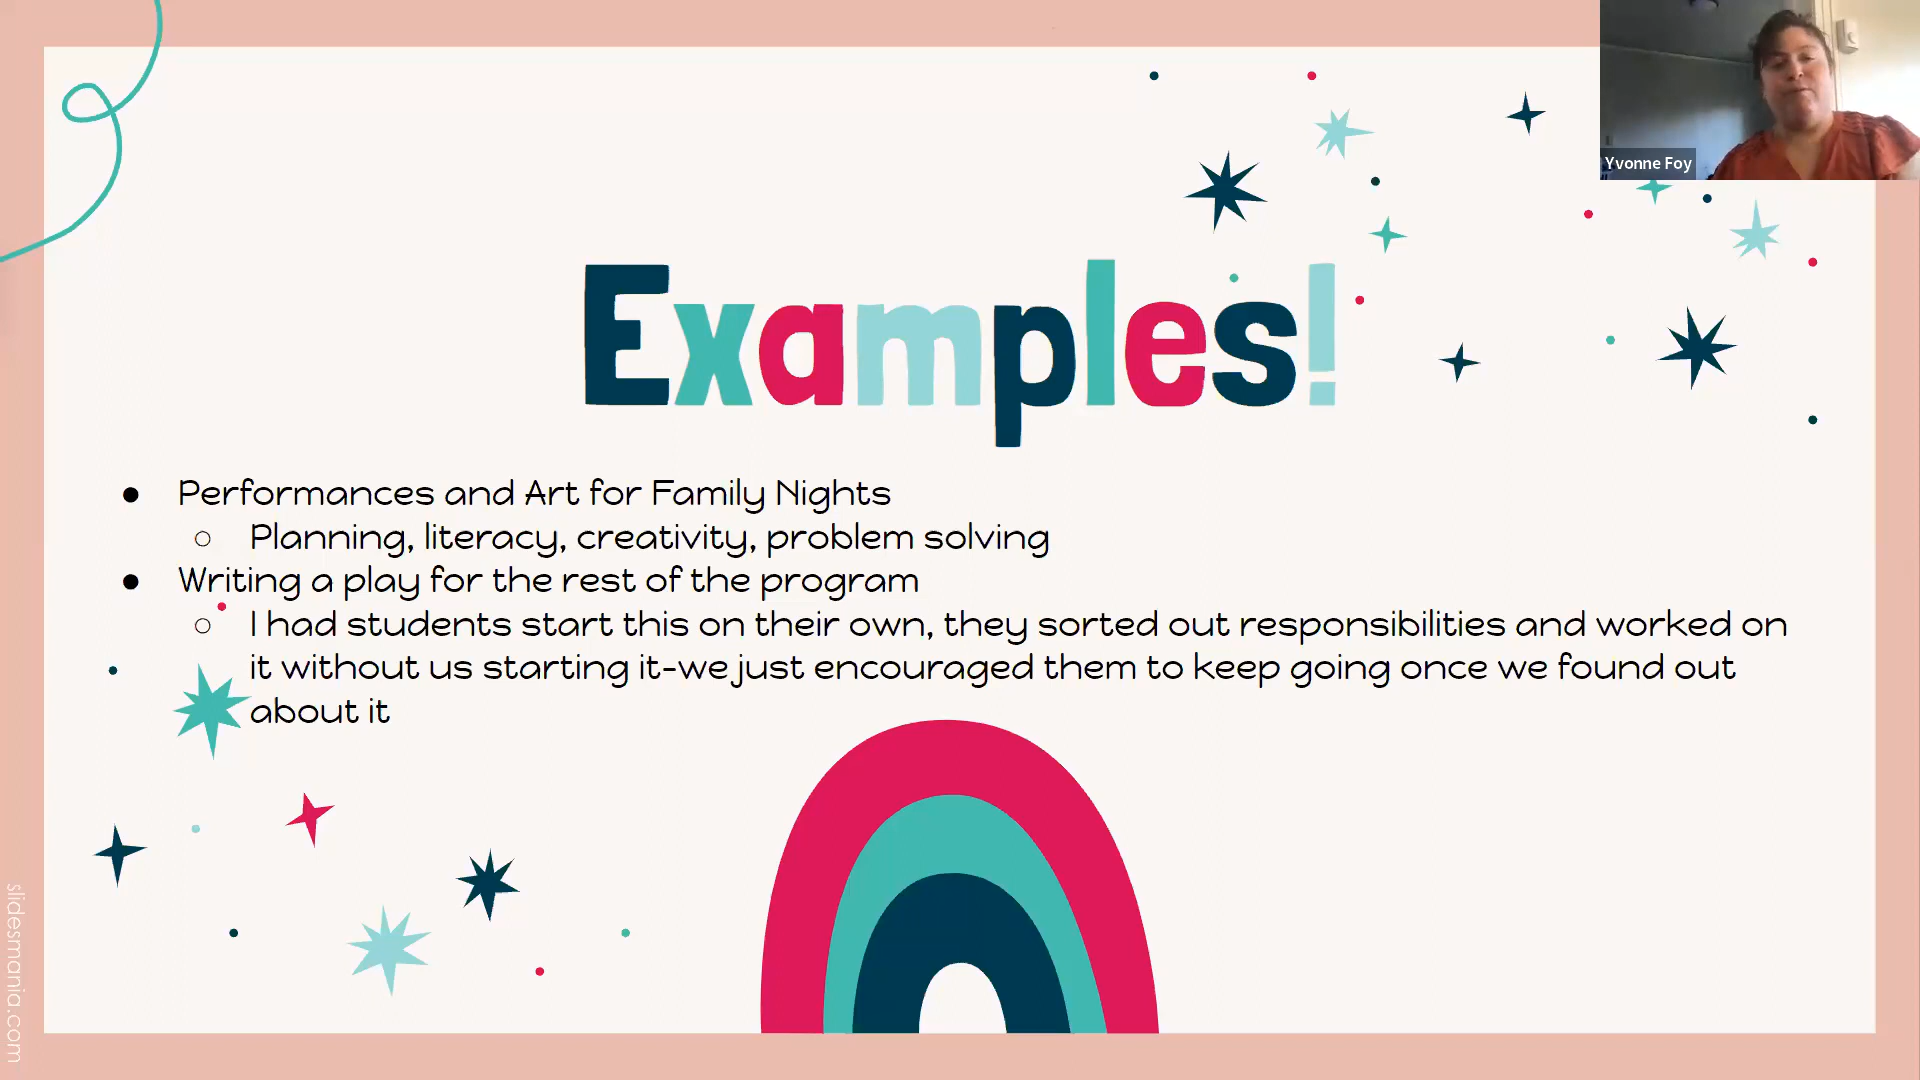 Yvonne Foy
Examples!
● Performances and Art for Family Nights
○ Planning, literacy, creativity, problem solving
● Writing a play for the rest of the program
○ I had students start this on their own, they sorted out responsibilities and worked on
it without us starting it-we just encouraged them to keep going once we found out
about it
slidesmania.com